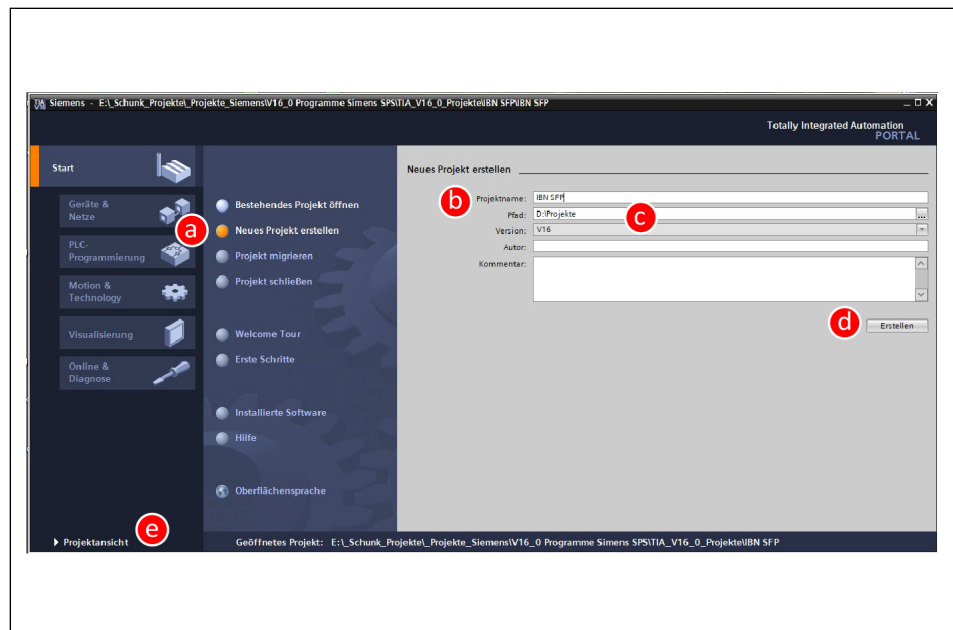 Siemens - E:\_Schunk_Projekte\_Projekte_Siemens\V16_0 Programme Simens SPS\TIA_V16_0_Projekte\IBN SFP\IBN SFP
Totally Integrated Automation
PORTAL
Start
Geräte &
Netze
PLC-
Programmierung
Motion &
Technology
Visualisierung
Online &
Diagnose
Projektansicht
e
a
Bestehendes Projekt öffnen
Neues Projekt erstellen
Projekt migrieren
Projekt schließen
Welcome Tour
Erste Schritte
Installierte Software
Hilfe
Oberflächensprache
Neues Projekt erstellen
b
Projektname: IBN SFP
Pfad: D:\Projekte
c
...
Version: V16
Autor:
Kommentar:
d
Erstellen
Geöffnetes Projekt: E:\_Schunk_Projekte\_Projekte_Siemens\V16_0 Programme Simens SPS\TIA_V16_0_Projekte\IBN SFP